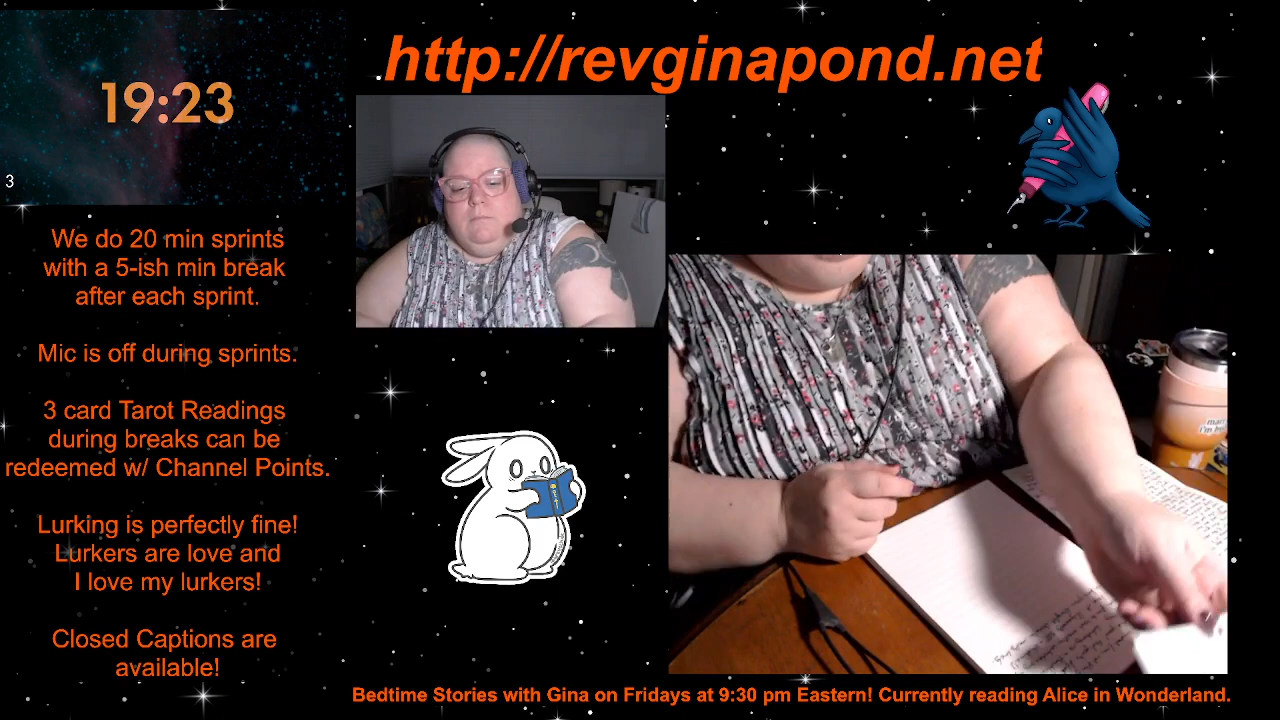 http://revginapond.net
19:23
3
We do 20 min sprints
with a 5-ish min break
after each sprint.
Mic is off during sprints.
3 card Tarot Readings
during breaks can be
redeemed w/ Channel Points.
Lurking is perfectly fine!
Lurkers are love and
I love my lurkers!
Closed Captions are
available!
Bedtime Stories with Gina on Fridays at 9:30 pm Eastern! Currently reading Alice in Wonderland.